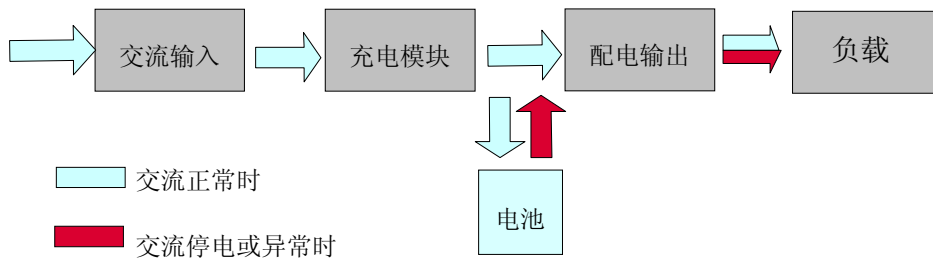 交流输入
充电模块
配电输出
负载
交流正常时
电池
交流停电或异常时